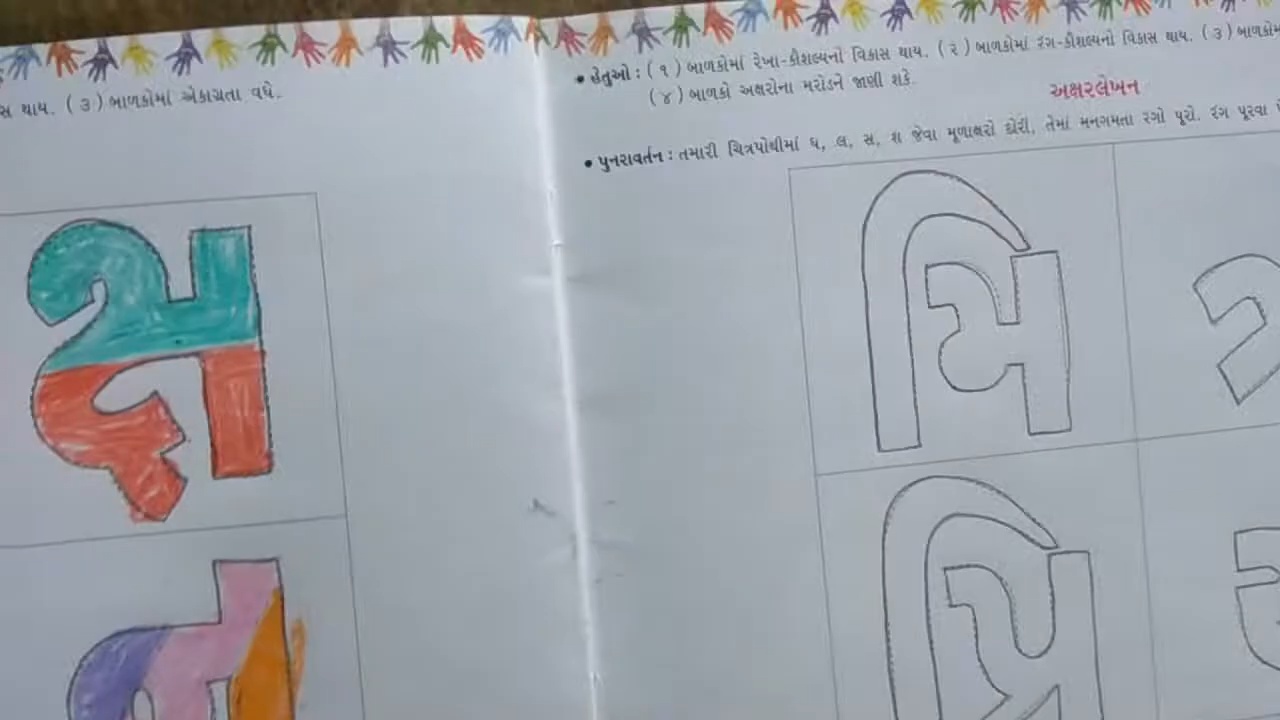 સ થાય. (૩) બાળકોમાં એકાગ્રતા વધે.
ક્ષ
• હેતુઓ : (૧) બાળકોમાં રેખા-કૌશલ્યનો વિકાસ થાય. (૨) બાળકોમાં રંગ-કૌશલ્યનો વિકાસ થાય. (૩) બાળકોમ
(૪) બાળકો અક્ષરોના મરોડને જાણી શકે.
અક્ષરલેખન
• પુનરાવર્તન : તમારી ચિત્રપોથીમાં ધ, લ, સ, શ જેવા મૂળાક્ષરો દોરી, તેમાં મનગમતા રંગો પૂરો. રંગ પૂરવા
મિ